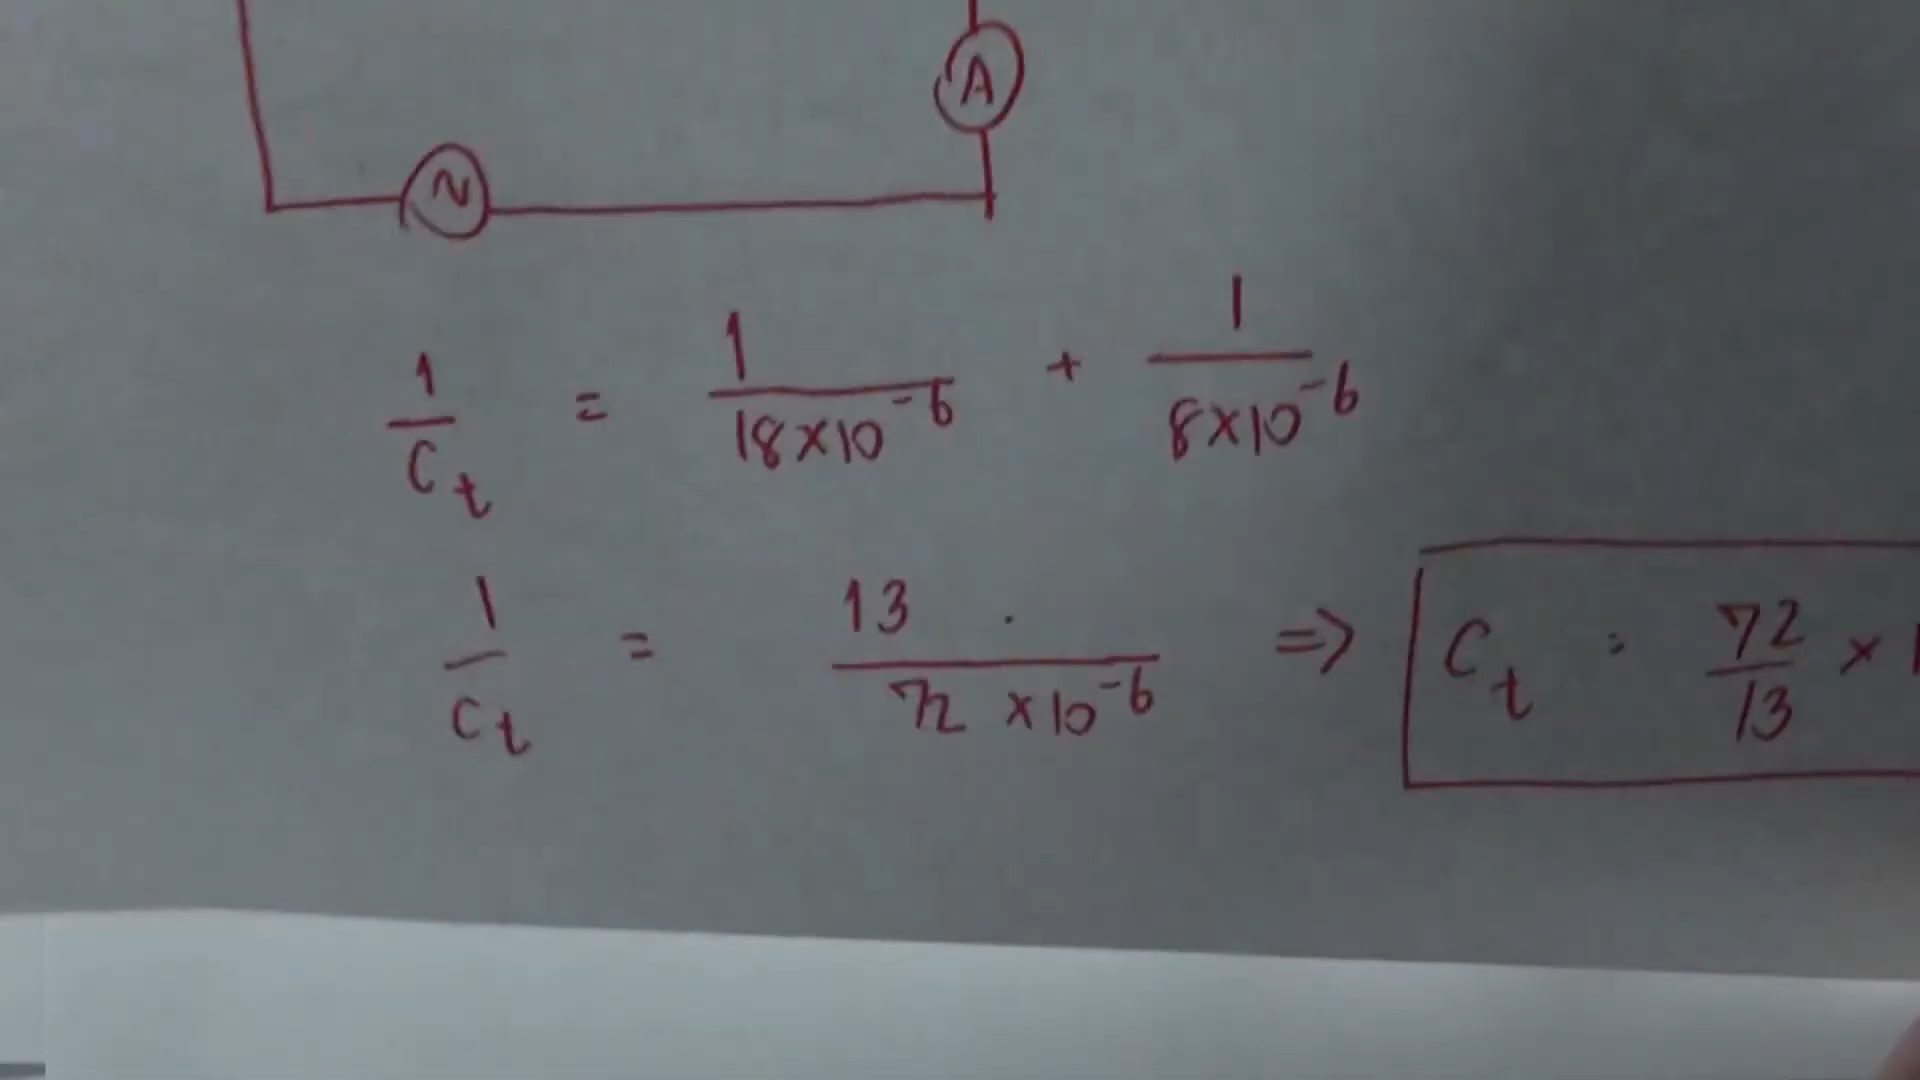 A
~
1/C_t = 1/18×10^-6 + 1/8×10^-6
1/C_t = 13/72×10^-6 ⇒ C_t : 72/13 ×